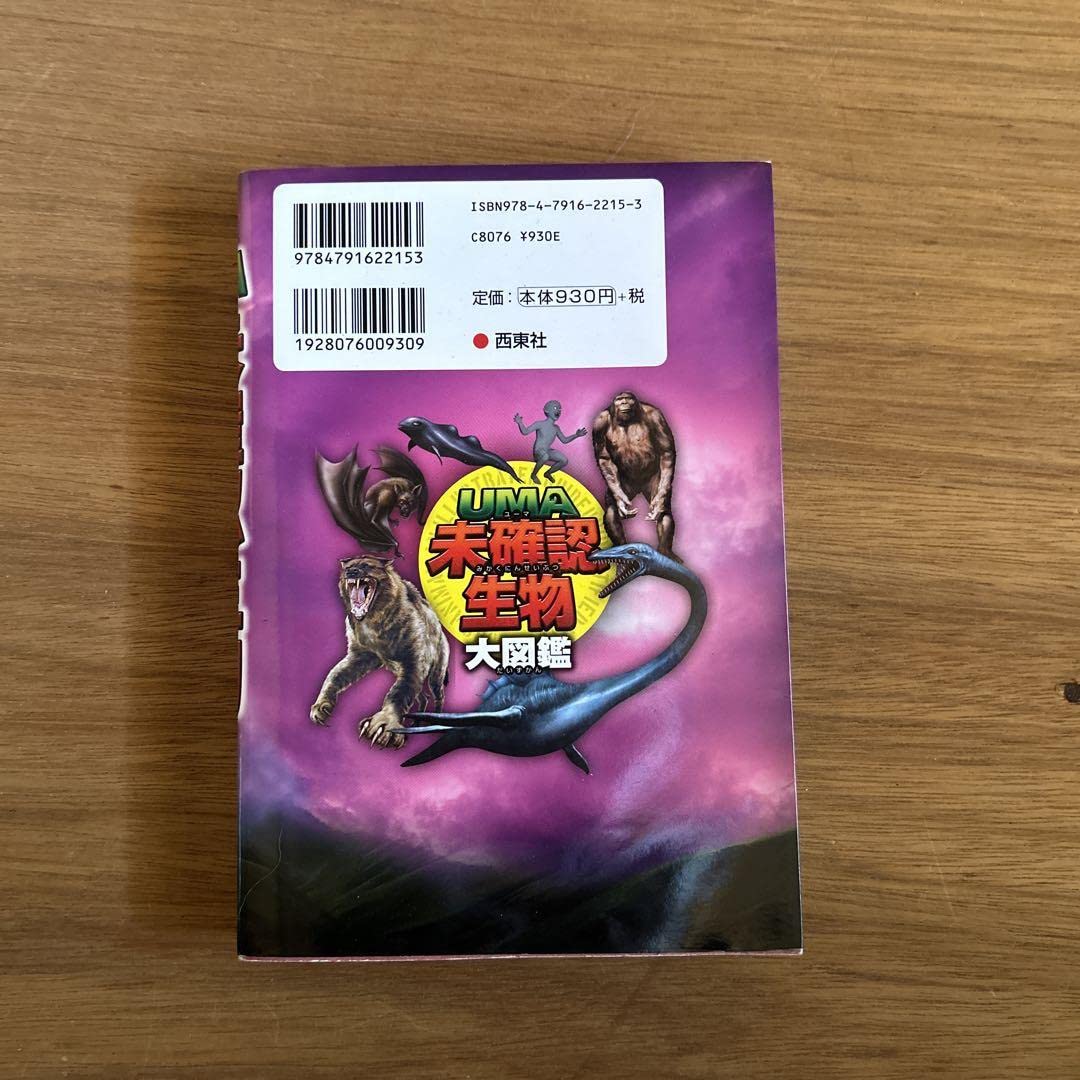 ISBN978-4-7916-2215-3
C8076 ¥930E
9784791622153
定価：本体930円+税
1928076009309
西東社
UMA
ユーマ
未確認
みかくにんせいぶつ
生物
大図鑑
だいずかん